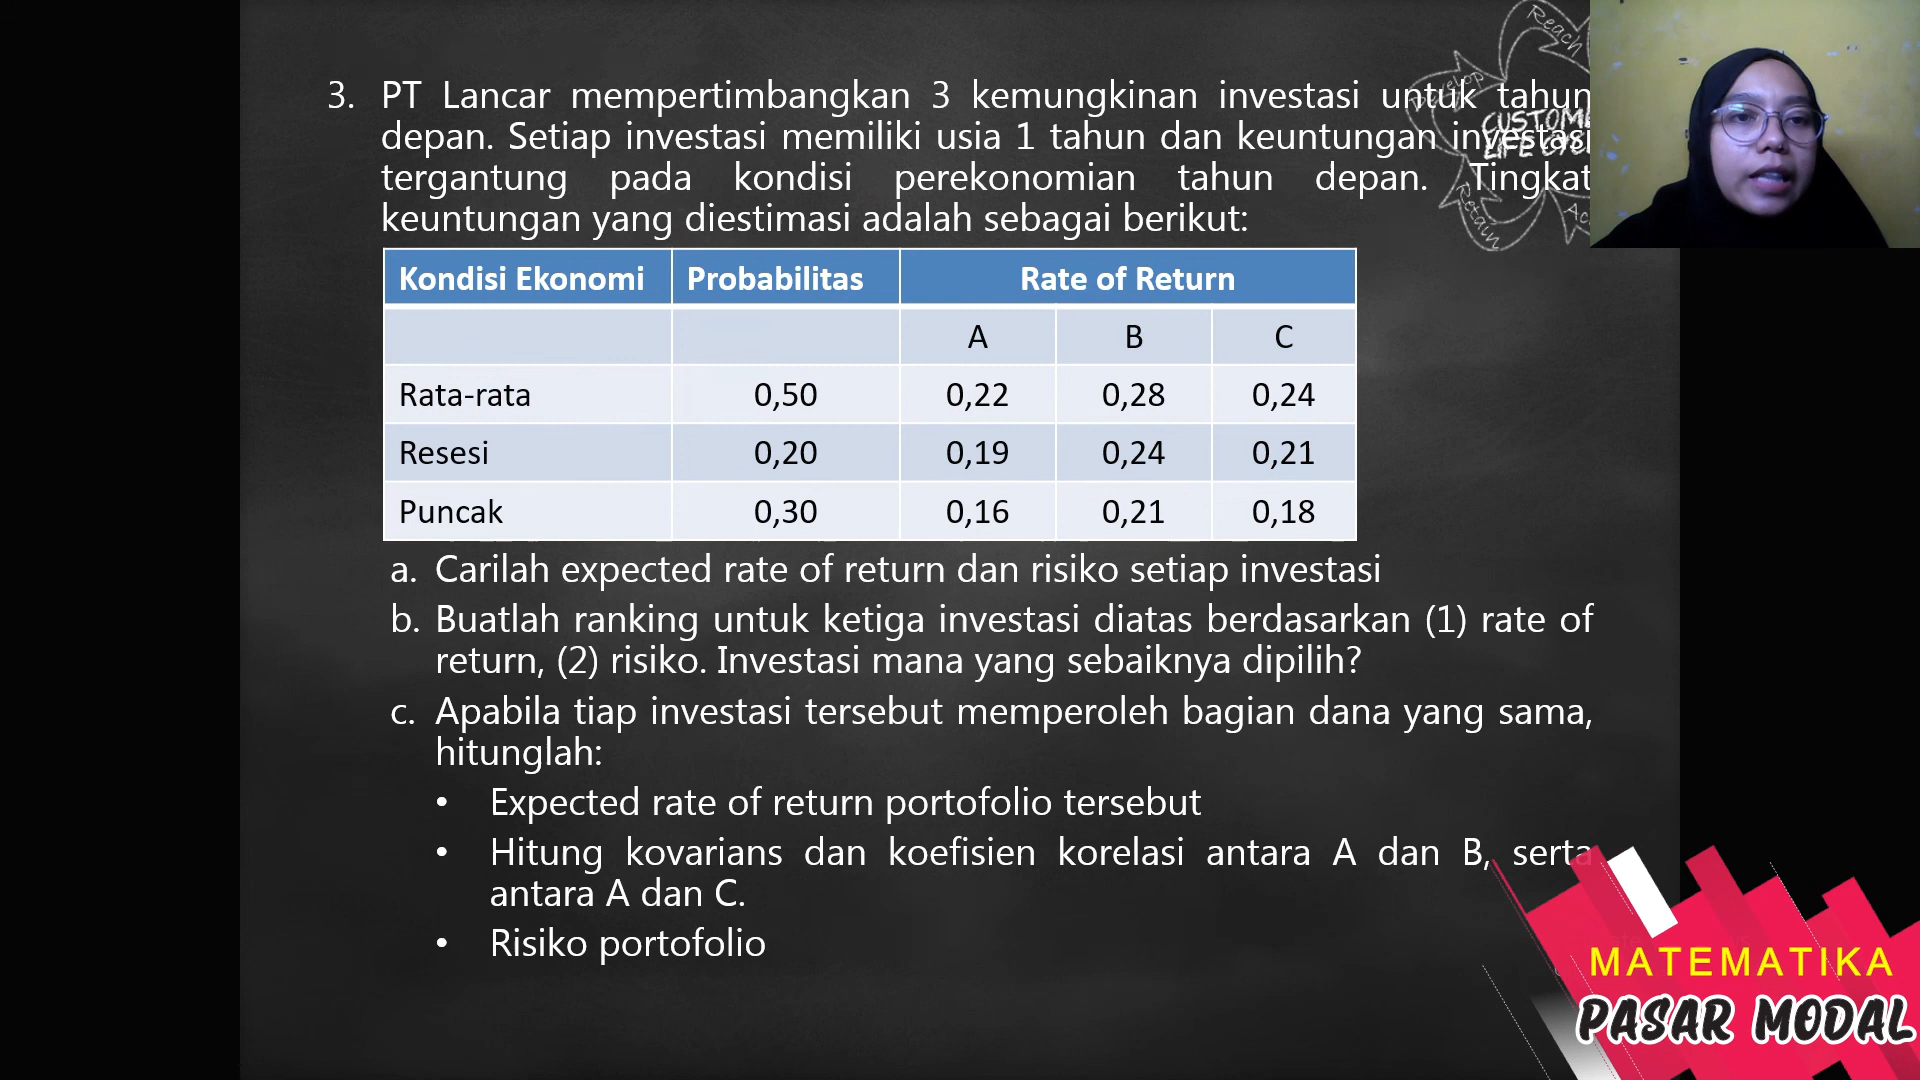 Reach
Develop
CUSTOM
LIFE CYC
Retain
3. PT Lancar mempertimbangkan 3 kemungkinan investasi untuk tahun
depan. Setiap investasi memiliki usia 1 tahun dan keuntungan investasi
tergantung pada kondisi perekonomian tahun depan. Tingkat
keuntungan yang diestimasi adalah sebagai berikut:
Kondisi Ekonomi Probabilitas Rate of Return
A B C
Rata-rata 0,50 0,22 0,28 0,24
Resesi 0,20 0,19 0,24 0,21
Puncak 0,30 0,16 0,21 0,18
a. Carilah expected rate of return dan risiko setiap investasi
b. Buatlah ranking untuk ketiga investasi diatas berdasarkan (1) rate of
return, (2) risiko. Investasi mana yang sebaiknya dipilih?
c. Apabila tiap investasi tersebut memperoleh bagian dana yang sama,
hitunglah:
• Expected rate of return portofolio tersebut
• Hitung kovarians dan koefisien korelasi antara A dan B, serta
antara A dan C.
• Risiko portofolio
MATEMATIKA
PASAR MODAL